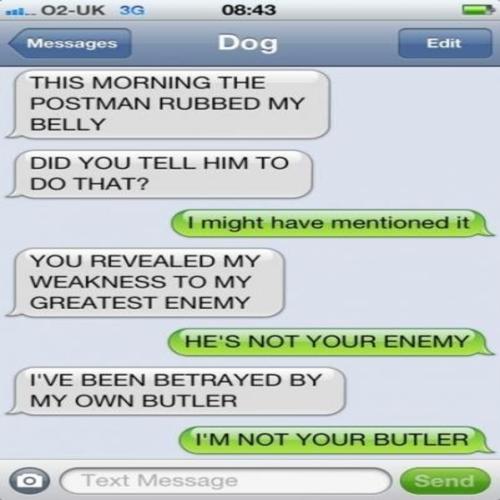 O2-UK 3G 08:43
Messages Dog Edit
THIS MORNING THE
POSTMAN RUBBED MY
BELLY
DID YOU TELL HIM TO
DO THAT?
I might have mentioned it
YOU REVEALED MY
WEAKNESS TO MY
GREATEST ENEMY
HE'S NOT YOUR ENEMY
I'VE BEEN BETRAYED BY
MY OWN BUTLER
I'M NOT YOUR BUTLER
Text Message Send